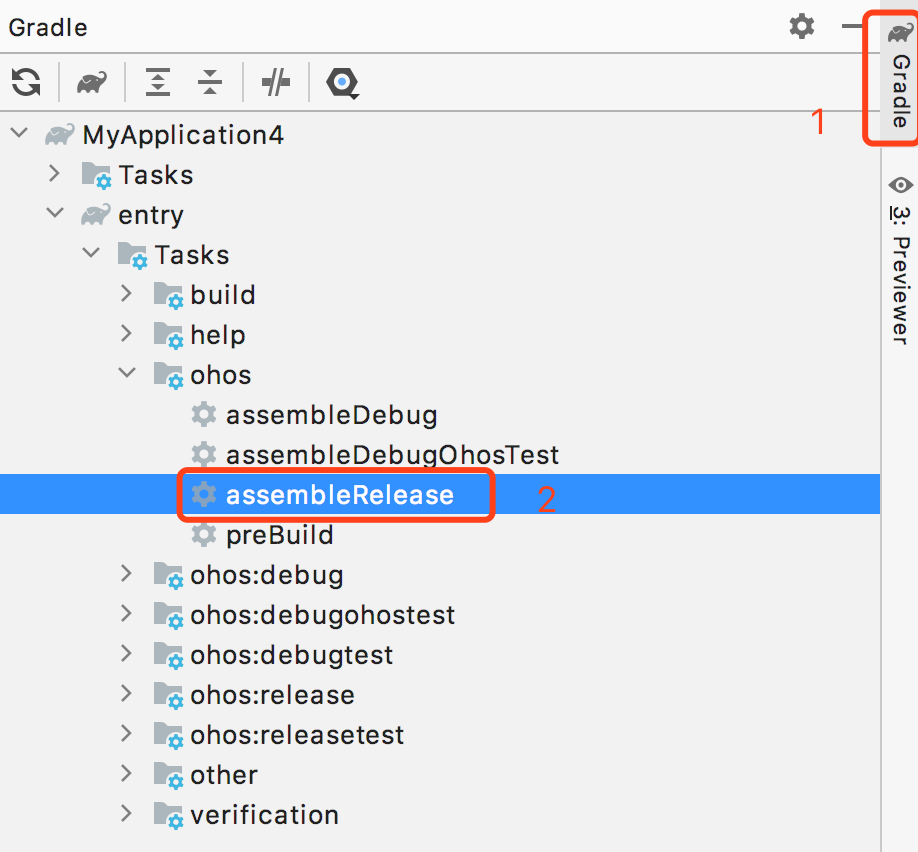 Gradle
Gradle
1
MyApplication4
Tasks
3: Previewer
entry
Tasks
build
help
ohos
assembleDebug
assembleDebugOhosTest
assembleRelease
2
preBuild
ohos:debug
ohos:debugohostest
ohos:debugtest
ohos:release
ohos:releasetest
other
verification